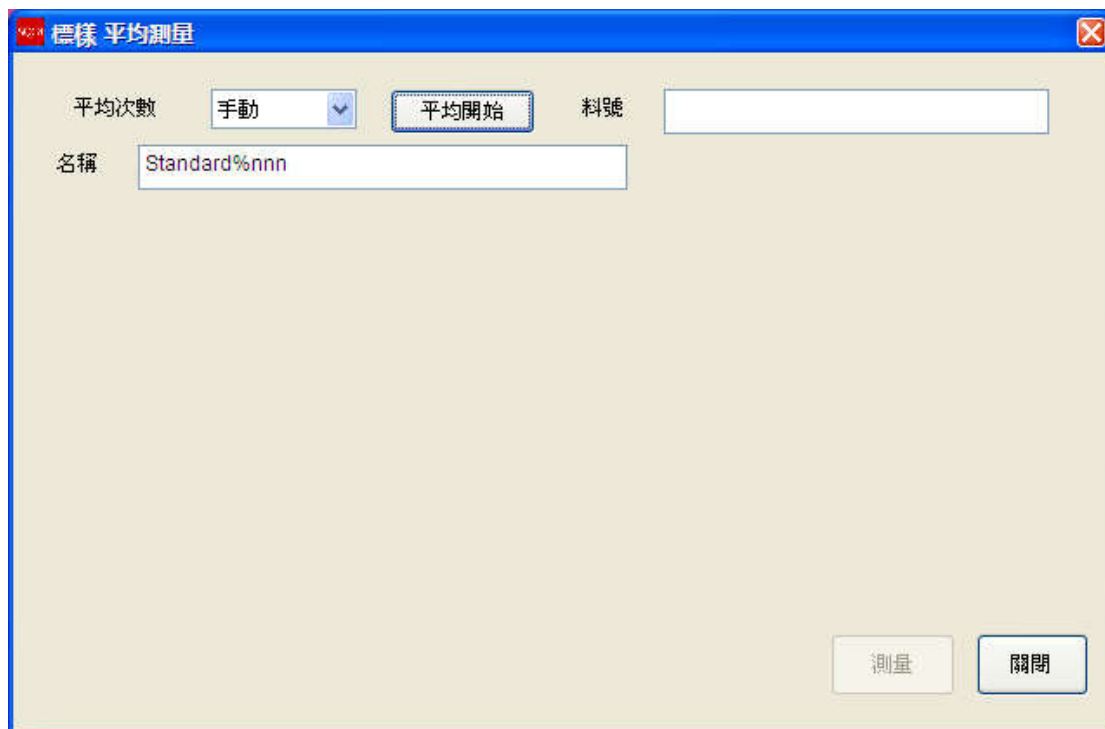 標樣 平均測量
平均次數 手動 平均開始 料號
名稱 Standard%nnn
測量 關閉